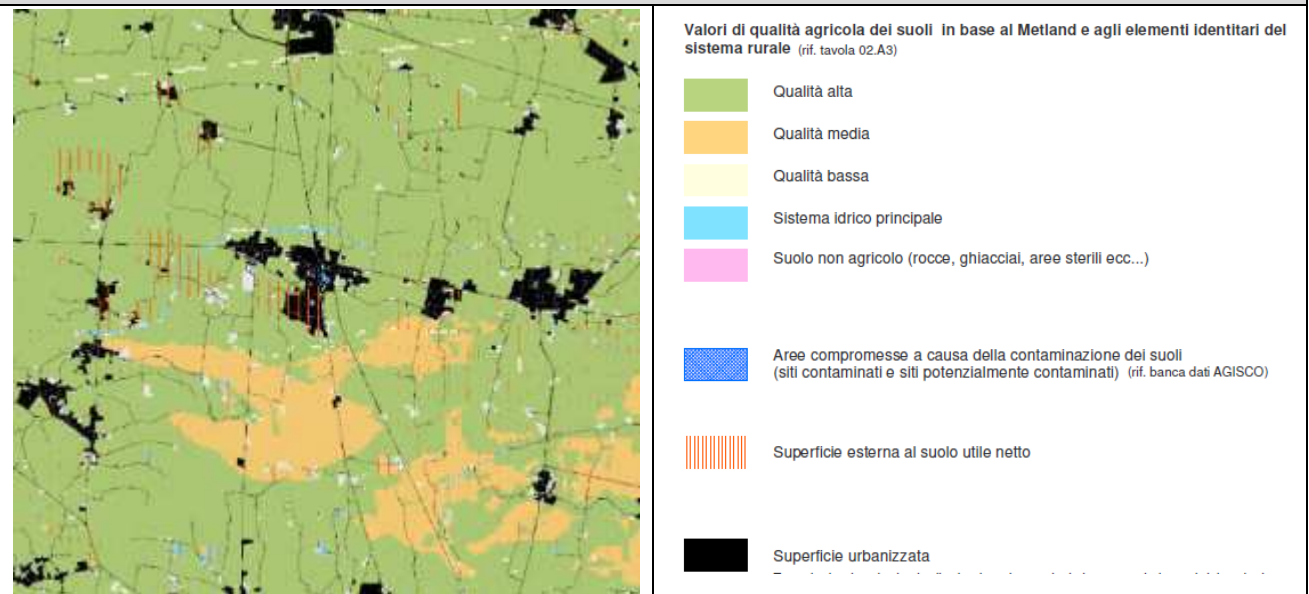 Valori di qualità agricola dei suoli in base al Metland e agli elementi identitari del
sistema rurale (rif. tavola 02.A3)
Qualità alta
Qualità media
Qualità bassa
Sistema idrico principale
Suolo non agricolo (rocce, ghiacciai, aree sterili ecc...)
Aree compromesse a causa della contaminazione dei suoli
(siti contaminati e siti potenzialmente contaminati) (rif. banca dati AGISCO)
Superficie esterna al suolo utile netto
Superficie urbanizzata